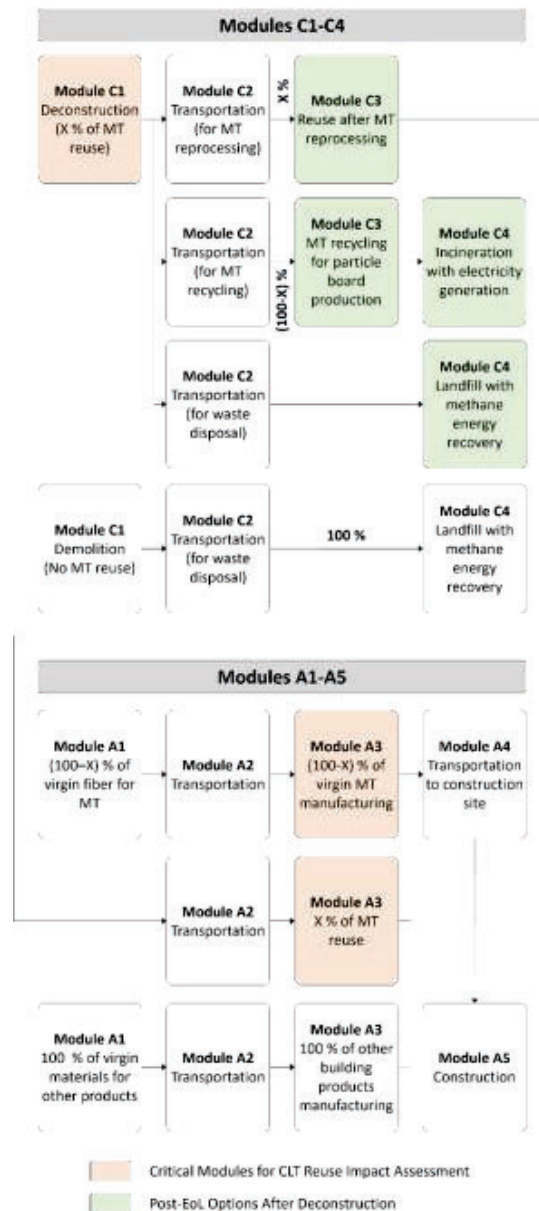 Modules C1-C4
Module C1
Deconstruction
(X % of MT
reuse)
Module C2
Transportation
(for MT
reprocessing)
X %
Module C3
Reuse after MT
reprocessing
Module C2
Transportation
(for MT
recycling)
(100-X) %
Module C3
MT recycling
for particle
board
production
Module C4
Incineration
with electricity
generation
Module C2
Transportation
(for waste
disposal)
Module C4
Landfill with
methane
energy
recovery
Module C1
Demolition
(No MT reuse)
Module C2
Transportation
(for waste
disposal)
100 %
Module C4
Landfill with
methane
energy
recovery
Modules A1-A5
Module A1
(100–X) % of
virgin fiber for
MT
Module A2
Transportation
Module A3
(100-X) % of
virgin MT
manufacturing
Module A4
Transportation
to construction
site
Module A2
Transportation
Module A3
X % of MT
reuse
Module A1
100 % of virgin
materials for
other products
Module A2
Transportation
Module A3
100 % of other
building
products
manufacturing
Module A5
Construction
Critical Modules for CLT Reuse Impact Assessment
Post-EoL Options After Deconstruction